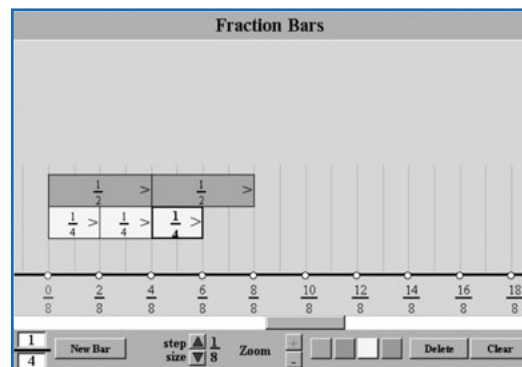 Fraction Bars
1/2 > 1/2 >
1/4 > 1/4 > 1/4 >
0/8 2/8 4/8 6/8 8/8 10/8 12/8 14/8 16/8 18/8
1/4 New Bar step size 1/8 Zoom + - Delete Clear